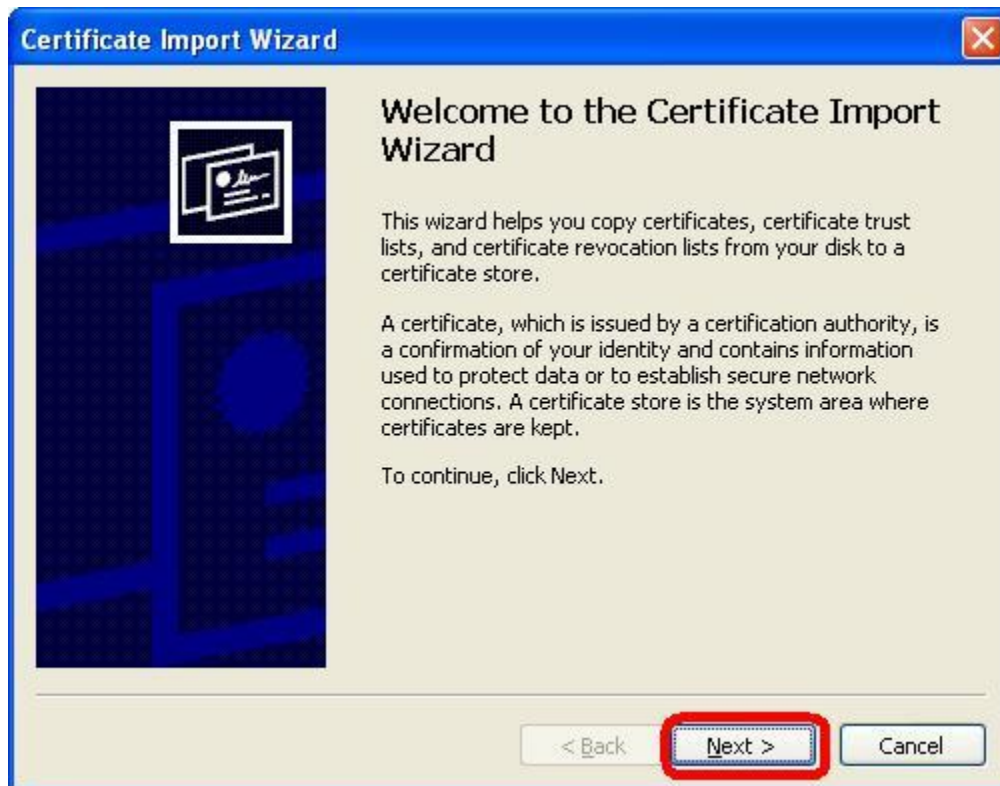 Certificate Import Wizard
Welcome to the Certificate Import
Wizard
This wizard helps you copy certificates, certificate trust
lists, and certificate revocation lists from your disk to a
certificate store.
A certificate, which is issued by a certification authority, is
a confirmation of your identity and contains information
used to protect data or to establish secure network
connections. A certificate store is the system area where
certificates are kept.
To continue, click Next.
< Back
Next >
Cancel